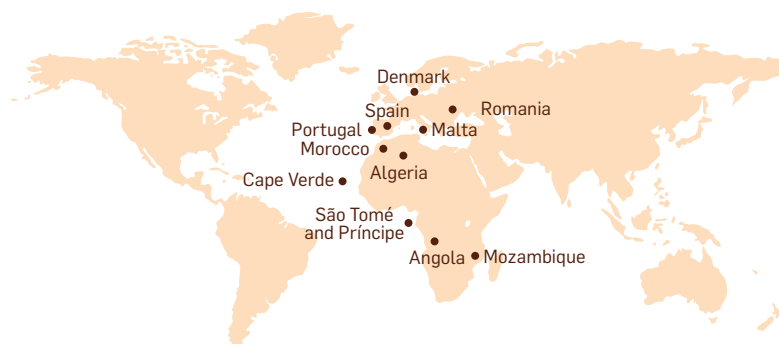 Denmark
Spain
Romania
Portugal
Malta
Morocco
Algeria
Cape Verde
São Tomé
and Príncipe
Angola
Mozambique